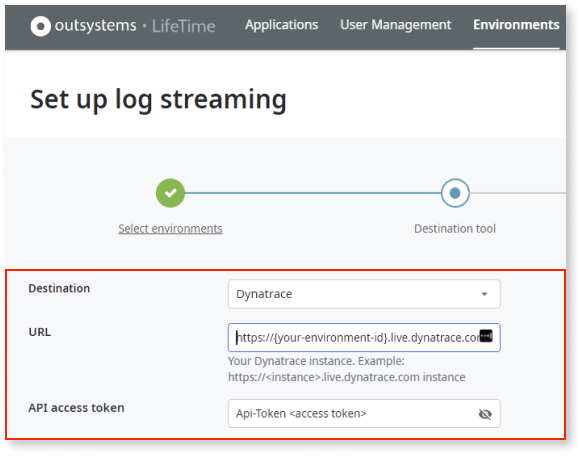 outsystems • LifeTime Applications User Management Environments
Set up log streaming
Select environments Destination tool
Destination Dynatrace
URL https://{your-environment-id}.live.dynatrace.com
Your Dynatrace instance. Example:
https://<instance>.live.dynatrace.com instance
API access token Api-Token <access token>